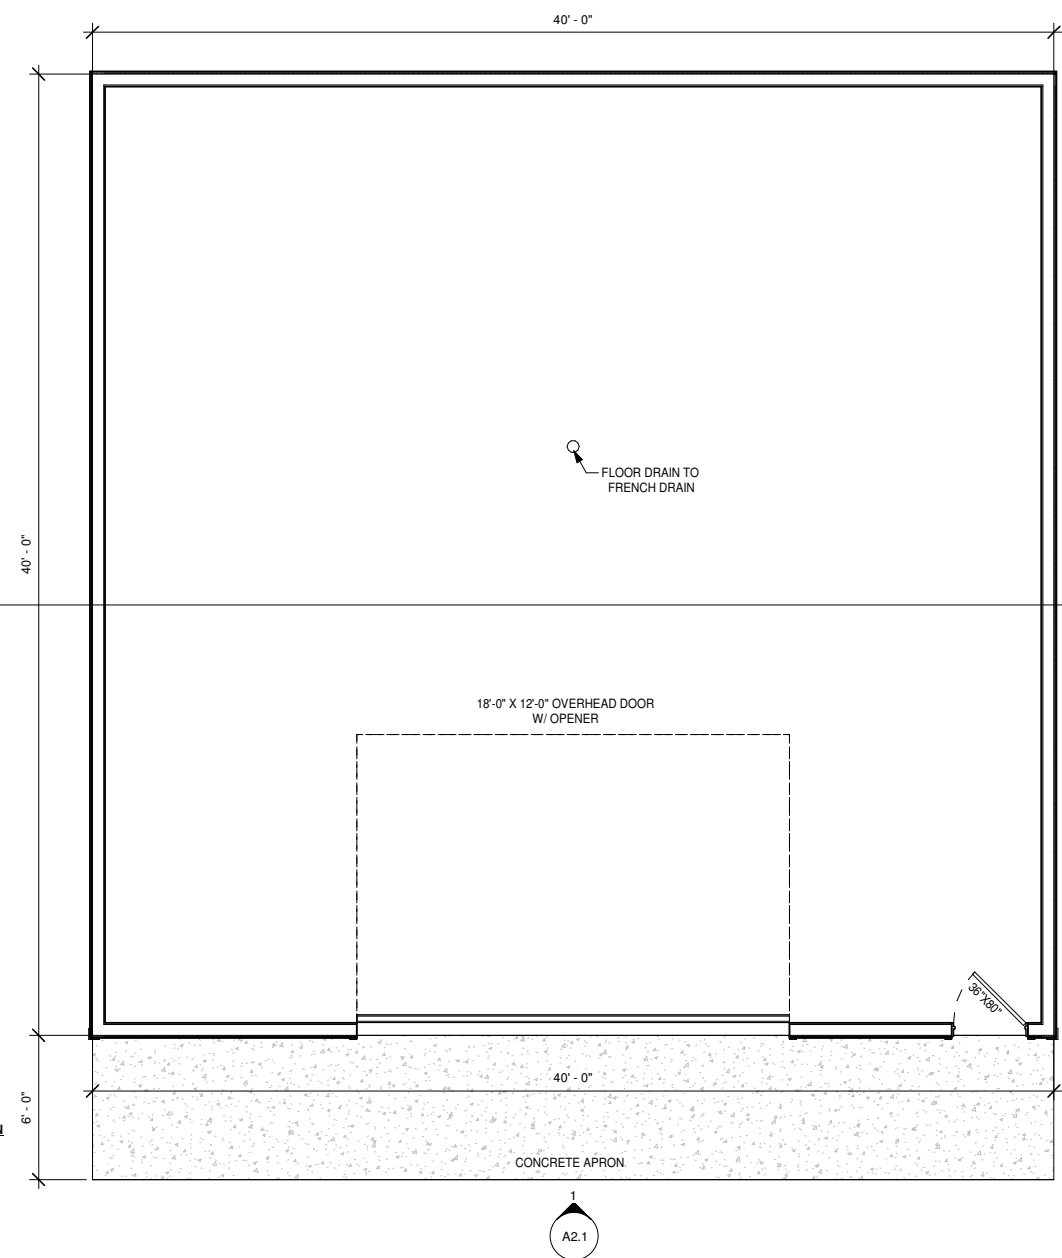 40' - 0"
FLOOR DRAIN TO
FRENCH DRAIN
40' - 0"
18'-0" X 12'-0" OVERHEAD DOOR
W/ OPENER
36"X80"
40' - 0"
6' - 0"
CONCRETE APRON
1
A2.1